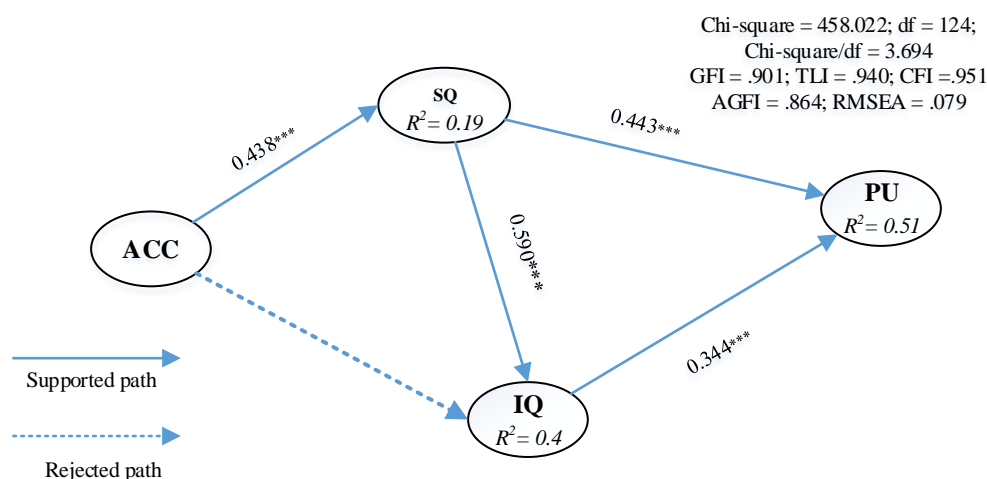 Chi-square = 458.022; df = 124;
Chi-square/df = 3.694
GFI = .901; TLI = .940; CFI =.951
AGFI = .864; RMSEA = .079
SQ
R²= 0.19
0.438***
0.443***
PU
R²= 0.51
ACC
0.590***
0.344***
Supported path
IQ
R²= 0.4
Rejected path